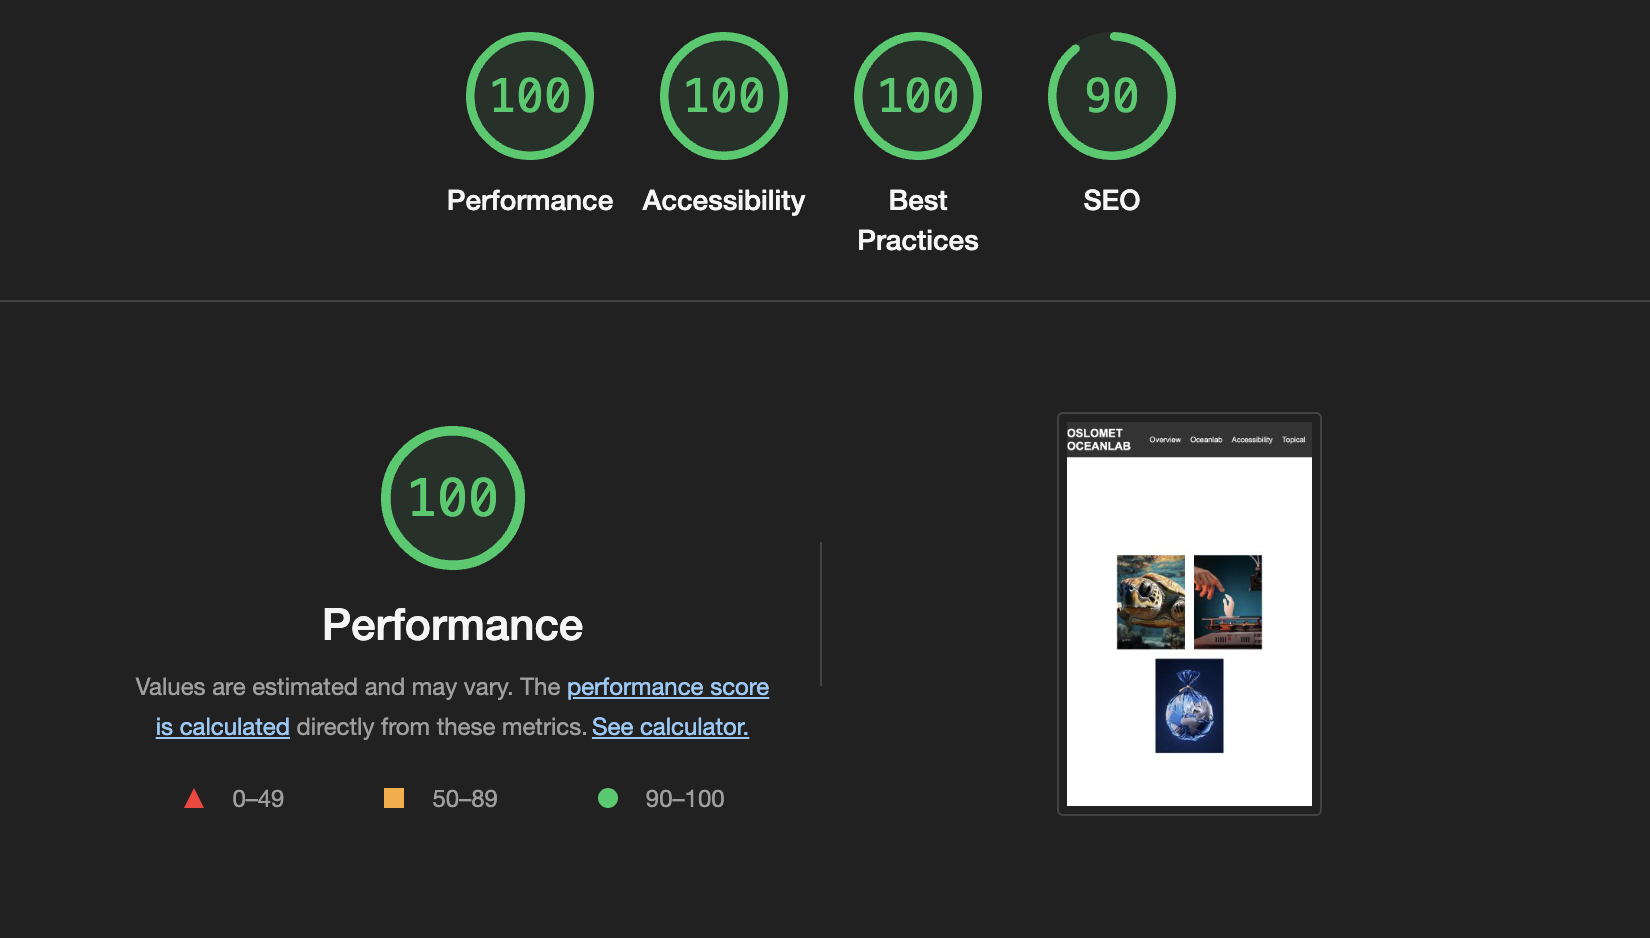 100
100
100
90
Performance
Accessibility
Best
Practices
SEO
100
Performance
Values are estimated and may vary. The performance score
is calculated directly from these metrics. See calculator.
0–49
50–89
90–100
OSLOMET
OCEANLAB
Overview Oceanlab Accessibility Topical